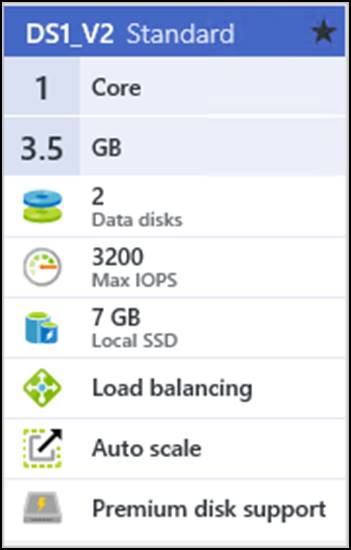 DS1_V2 Standard
1 Core
3.5 GB
2
Data disks
3200
Max IOPS
7 GB
Local SSD
Load balancing
Auto scale
Premium disk support